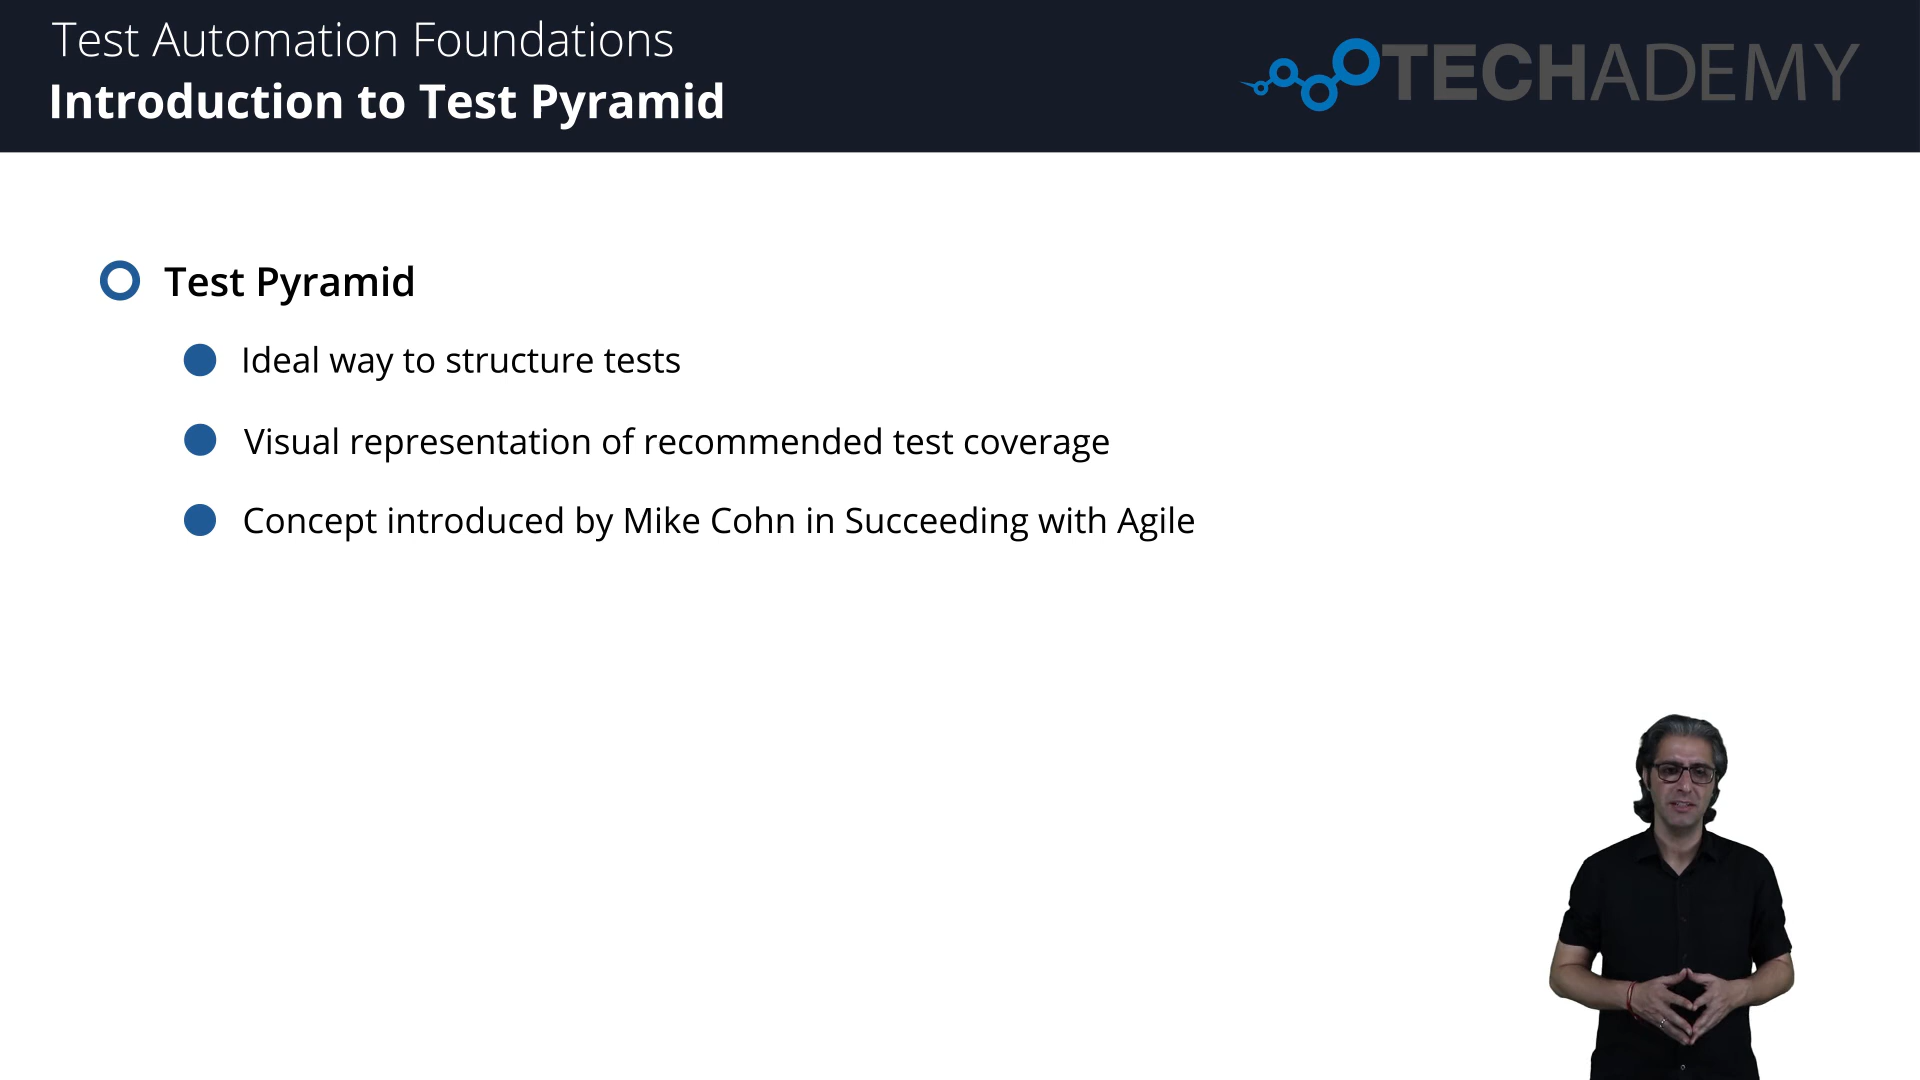 Test Automation Foundations
Introduction to Test Pyramid
TECHADEMY
Test Pyramid
Ideal way to structure tests
Visual representation of recommended test coverage
Concept introduced by Mike Cohn in Succeeding with Agile